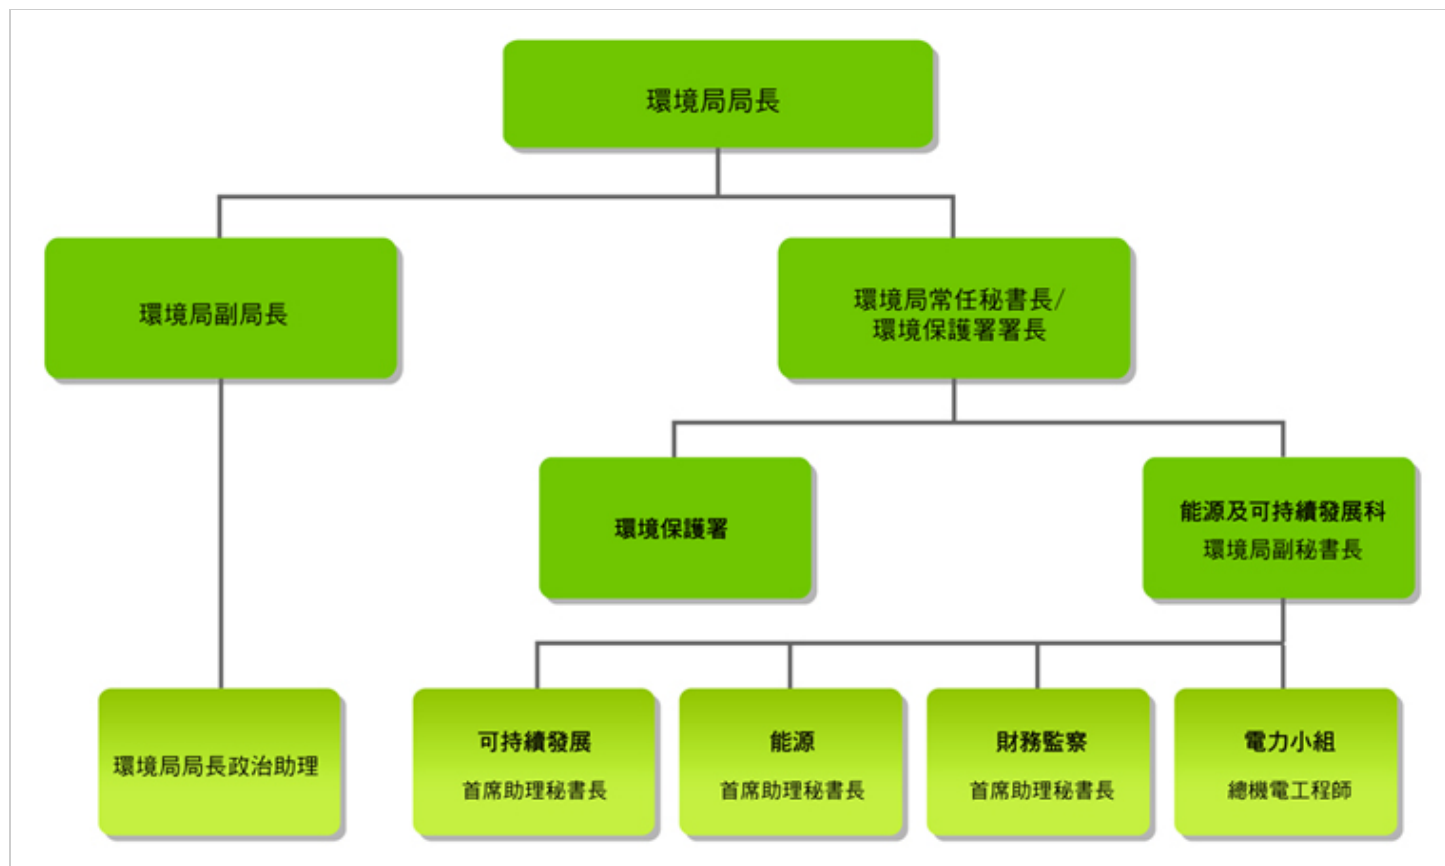 環境局局長
環境局副局長
環境局常任秘書長/
環境保護署署長
環境保護署
能源及可持續發展科
環境局副秘書長
環境局局長政治助理
可持續發展
首席助理秘書長
能源
首席助理秘書長
財務監察
首席助理秘書長
電力小組
總機電工程師